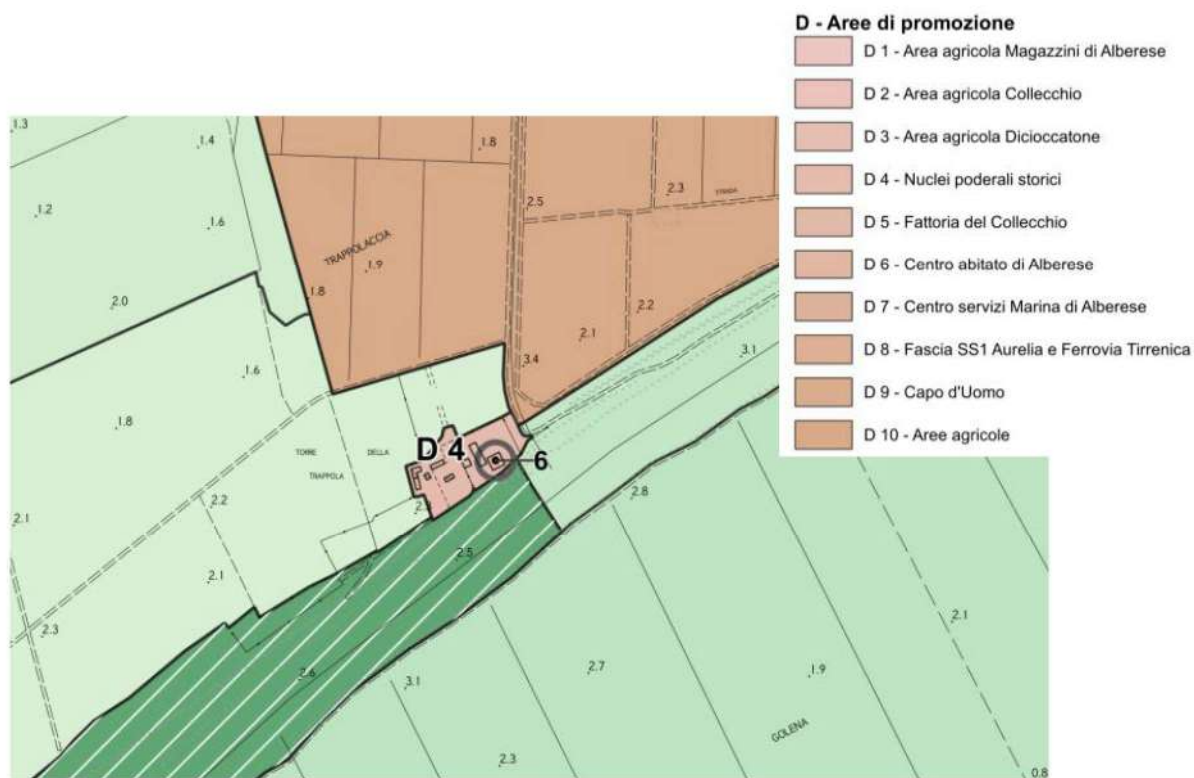 D - Aree di promozione
D 1 - Area agricola Magazzini di Alberese
D 2 - Area agricola Collecchio
D 3 - Area agricola Dicioccatone
D 4 - Nuclei poderali storici
D 5 - Fattoria del Collecchio
D 6 - Centro abitato di Alberese
D 7 - Centro servizi Marina di Alberese
D 8 - Fascia SS1 Aurelia e Ferrovia Tirrenica
D 9 - Capo d'Uomo
D 10 - Aree agricole
1.3
1.4
1.8
1.2
1.6
2.5
2.3
STRADA
TRAPPOLACCIA
1.9
1.8
2.0
2.2
2.1
3.4
3.1
1.6
1.8
TORRE DELLA
TRAPPOLA
D 4
6
2.2
2.8
2.1
2.5
2.1
2.3
2.1
2.6
3.1
2.7
1.9
GOLENA
2.3
0.8